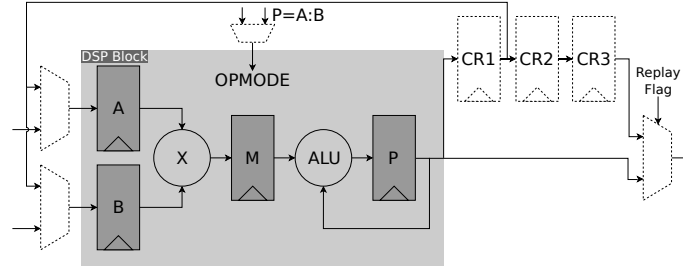 P=A:B
DSP Block
OPMODE
CR1
CR2
CR3
Replay
Flag
A
X
M
ALU
P
B